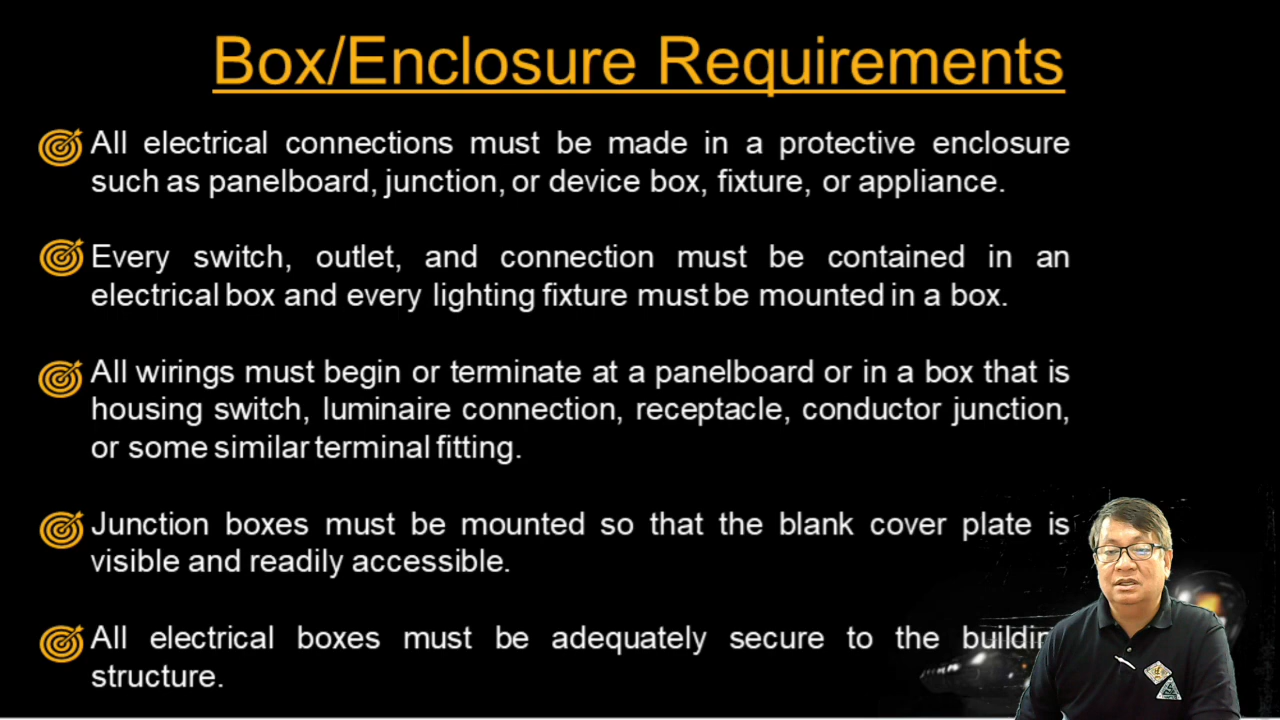 Box/Enclosure Requirements
All electrical connections must be made in a protective enclosure
such as panelboard, junction, or device box, fixture, or appliance.
Every switch, outlet, and connection must be contained in an
electrical box and every lighting fixture must be mounted in a box.
All wirings must begin or terminate at a panelboard or in a box that is
housing switch, luminaire connection, receptacle, conductor junction,
or some similar terminal fitting.
Junction boxes must be mounted so that the blank cover plate is
visible and readily accessible.
All electrical boxes must be adequately secure to the buildin
structure.